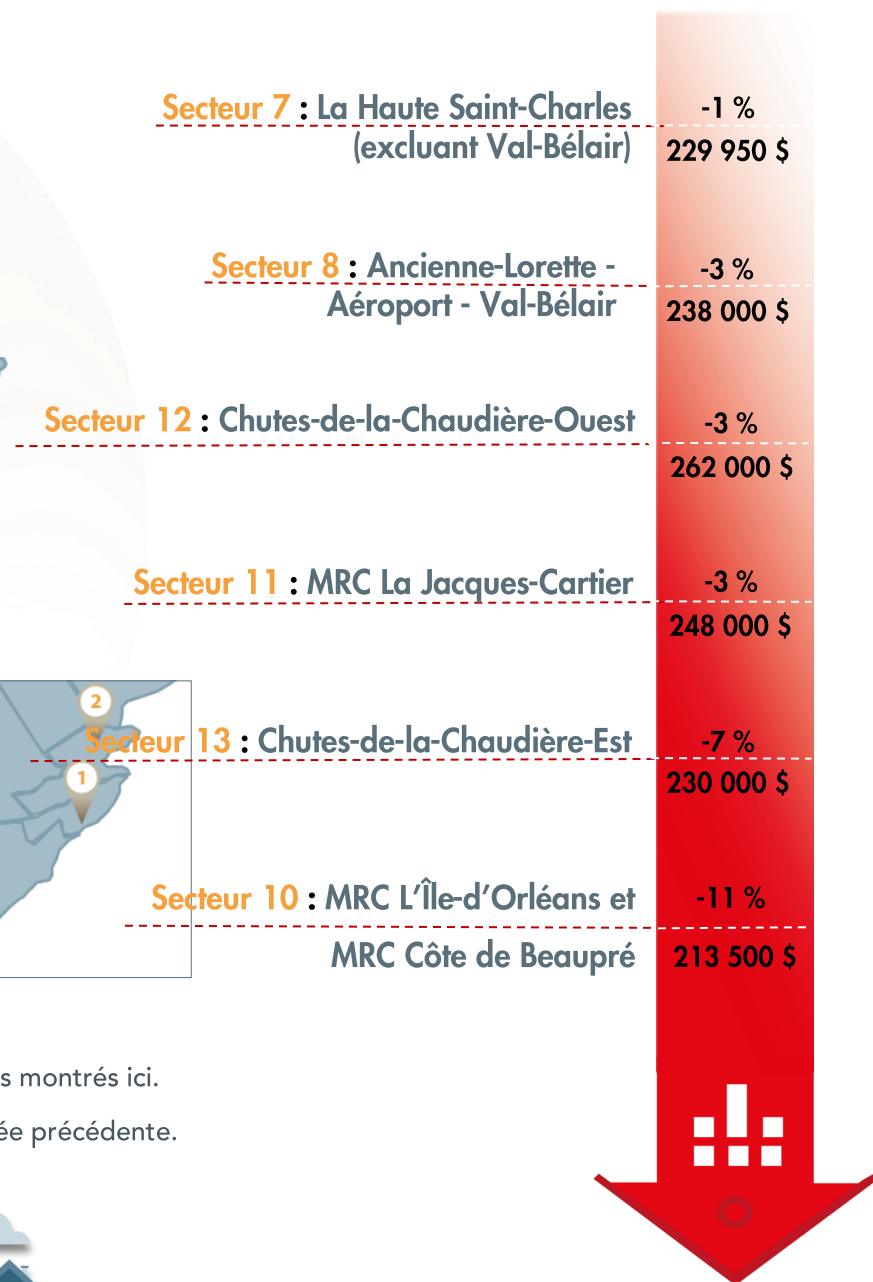 Secteur 7 : La Haute Saint-Charles
(excluant Val-Bélair)
-1 %
229 950 $
Secteur 8 : Ancienne-Lorette -
Aéroport - Val-Bélair
-3 %
238 000 $
Secteur 12 : Chutes-de-la-Chaudière-Ouest
-3 %
262 000 $
Secteur 11 : MRC La Jacques-Cartier
-3 %
248 000 $
2
Secteur 13 : Chutes-de-la-Chaudière-Est
-7 %
230 000 $
1
Secteur 10 : MRC L’Île-d’Orléans et
MRC Côte de Beaupré
-11 %
213 500 $
s montrés ici.
ée précédente.